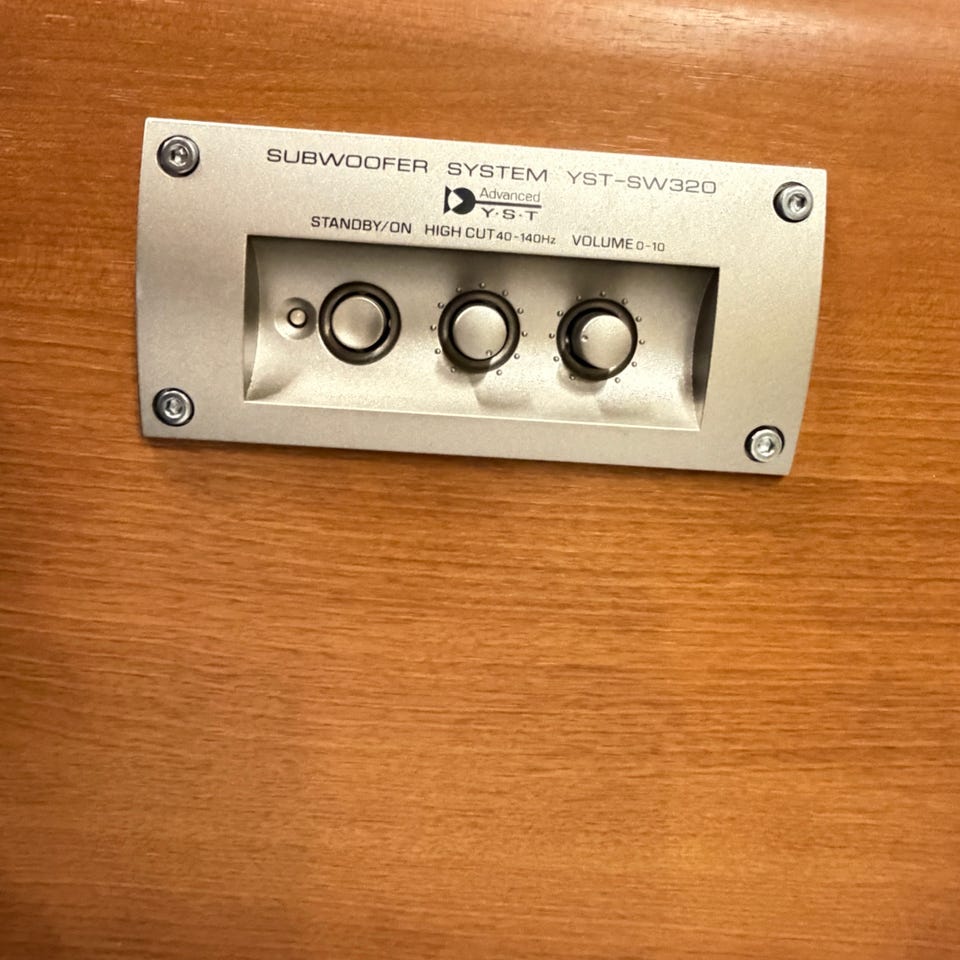 SUBWOOFER SYSTEM YST-SW320
Advanced
Y·S·T
STANDBY/ON HIGH CUT 40-140Hz VOLUME 0-10